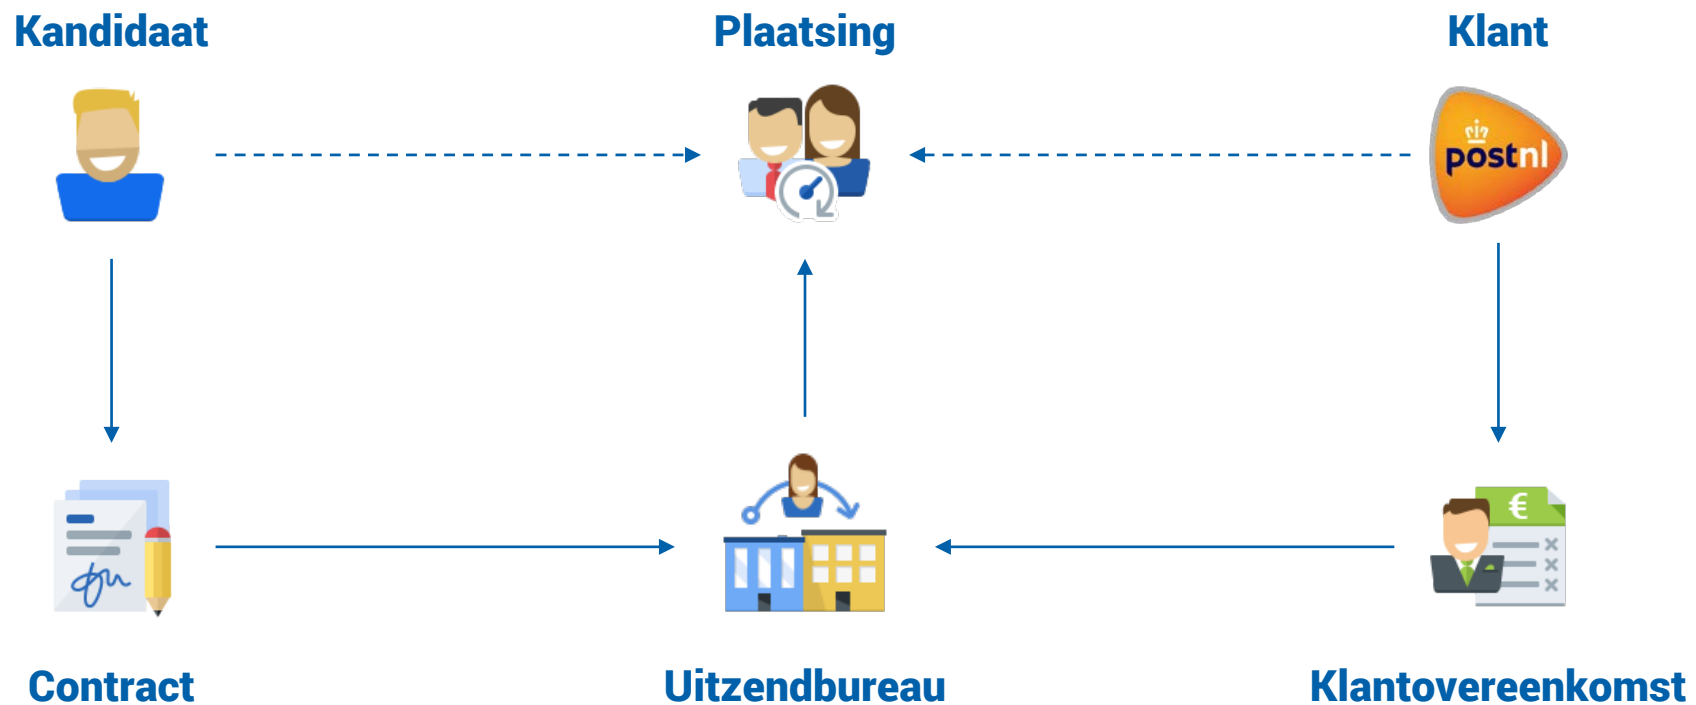 Kandidaat
Plaatsing
Klant
postnl
€
Contract
Uitzendbureau
Klantovereenkomst